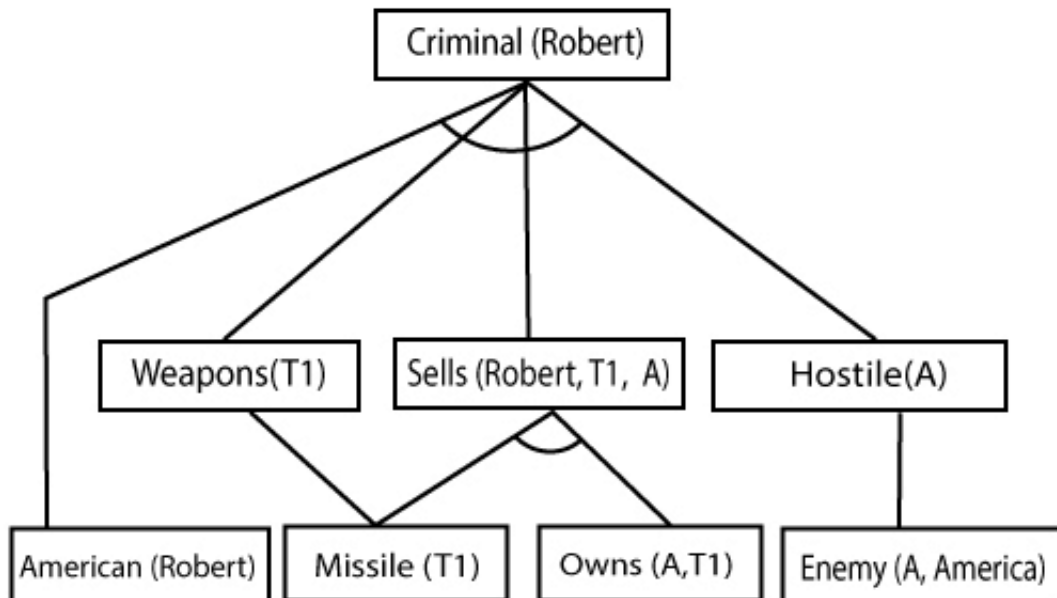 Criminal (Robert)
Weapons(T1)
Sells (Robert, T1, A)
Hostile(A)
American (Robert)
Missile (T1)
Owns (A,T1)
Enemy (A, America)